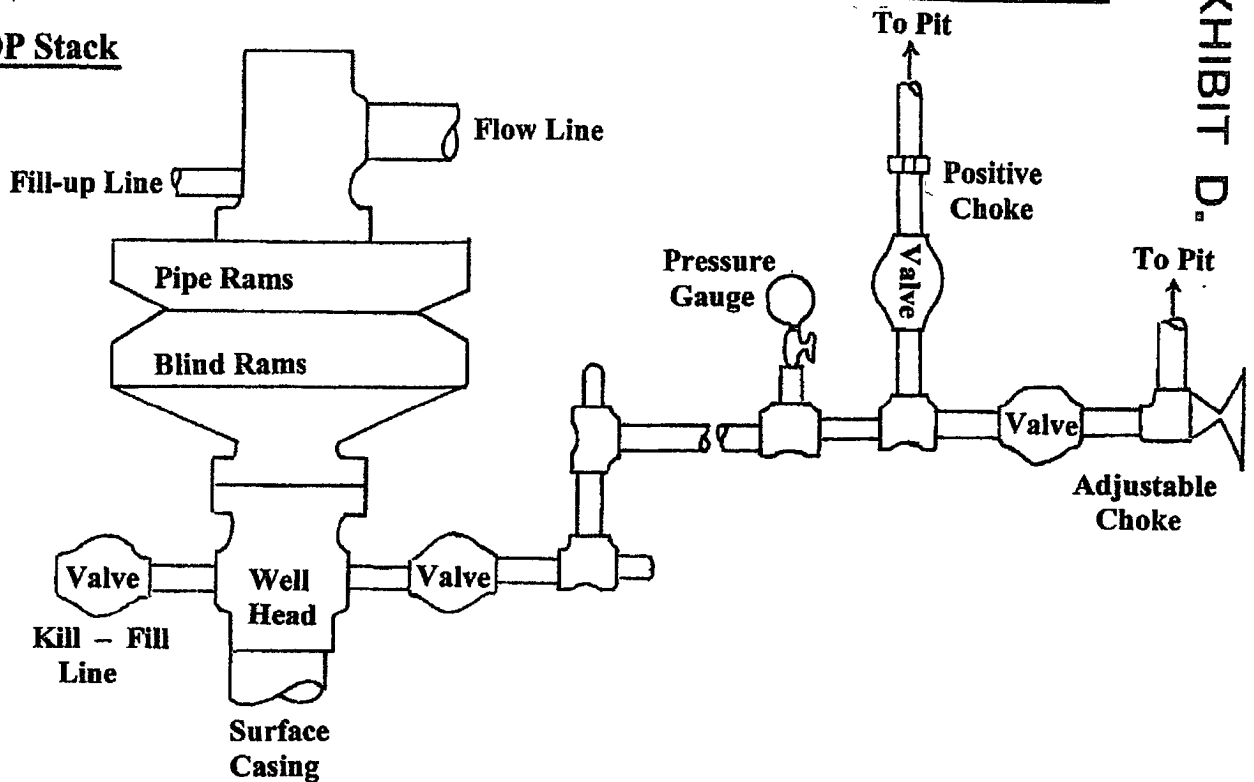 To Pit
Flow Line
Fill-up Line
Positive
Choke
Pressure
Gauge
Valve
To Pit
Pipe Rams
Blind Rams
Valve
Adjustable
Choke
Valve
Well
Head
Valve
Kill – Fill
Line
Surface
Casing
Stack
D.